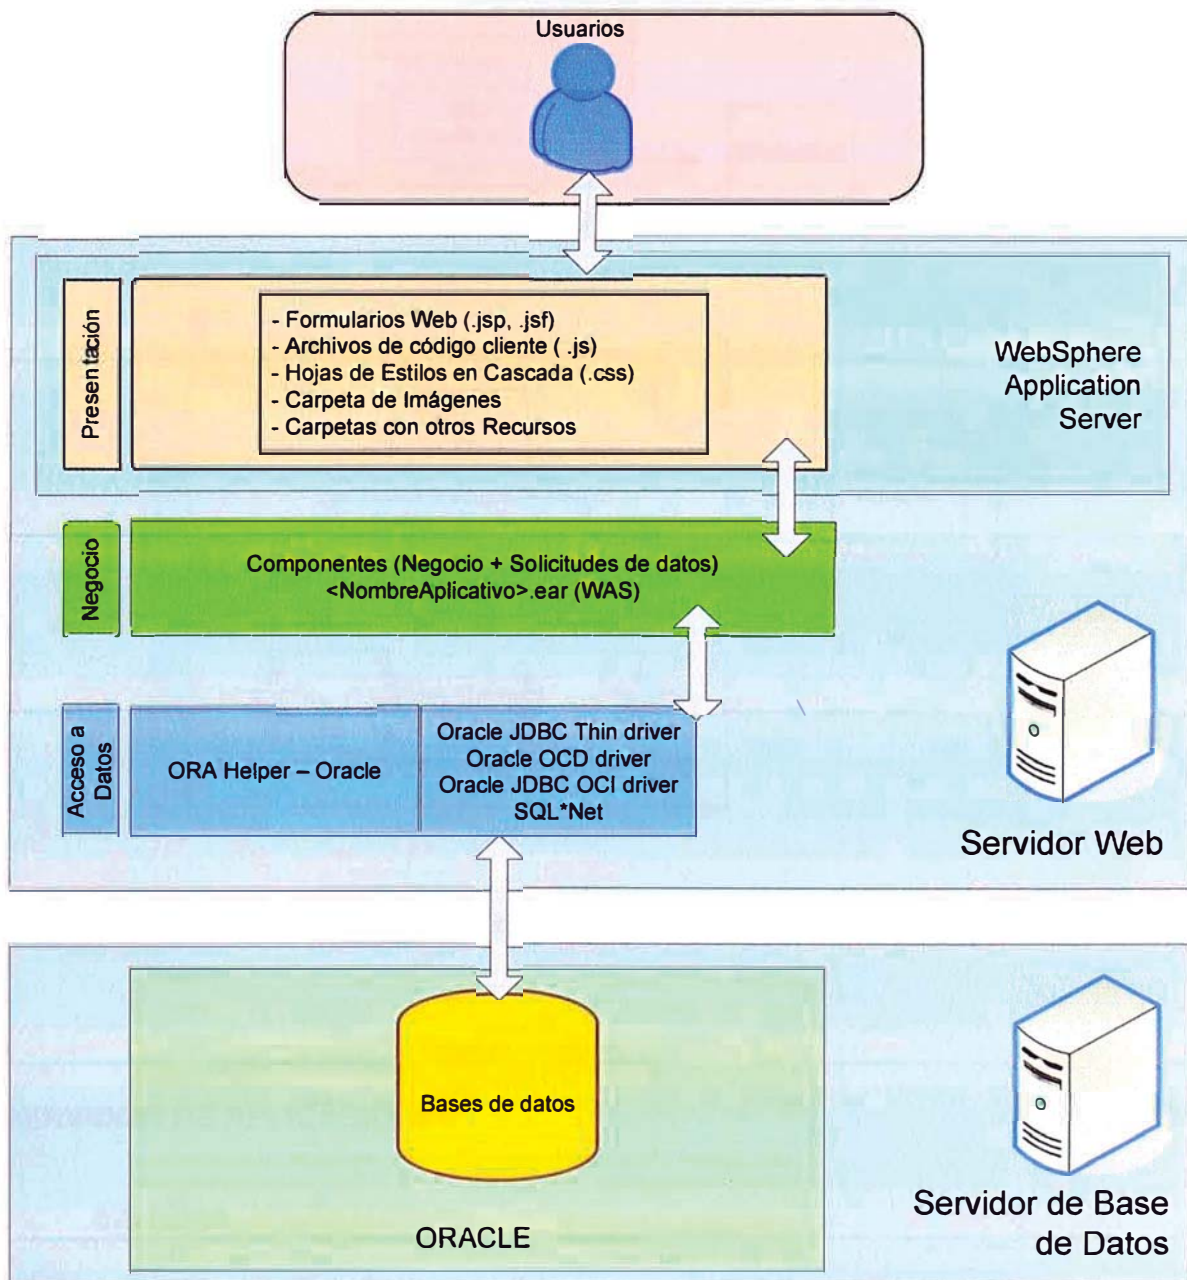 Usuarios
Presentación
- Formularios Web (.jsp, .jsf)
- Archivos de código cliente ( .js)
- Hojas de Estilos en Cascada (.css)
- Carpeta de Imágenes
- Carpetas con otros Recursos
WebSphere
Application
Server
Negocio
Componentes (Negocio + Solicitudes de datos)
<NombreAplicativo>.ear (WAS)
Acceso a
Datos
ORA Helper – Oracle
Oracle JDBC Thin driver
Oracle OCD driver
Oracle JDBC OCI driver
SQL*Net
Servidor Web
Bases de datos
ORACLE
Servidor de Base
de Datos